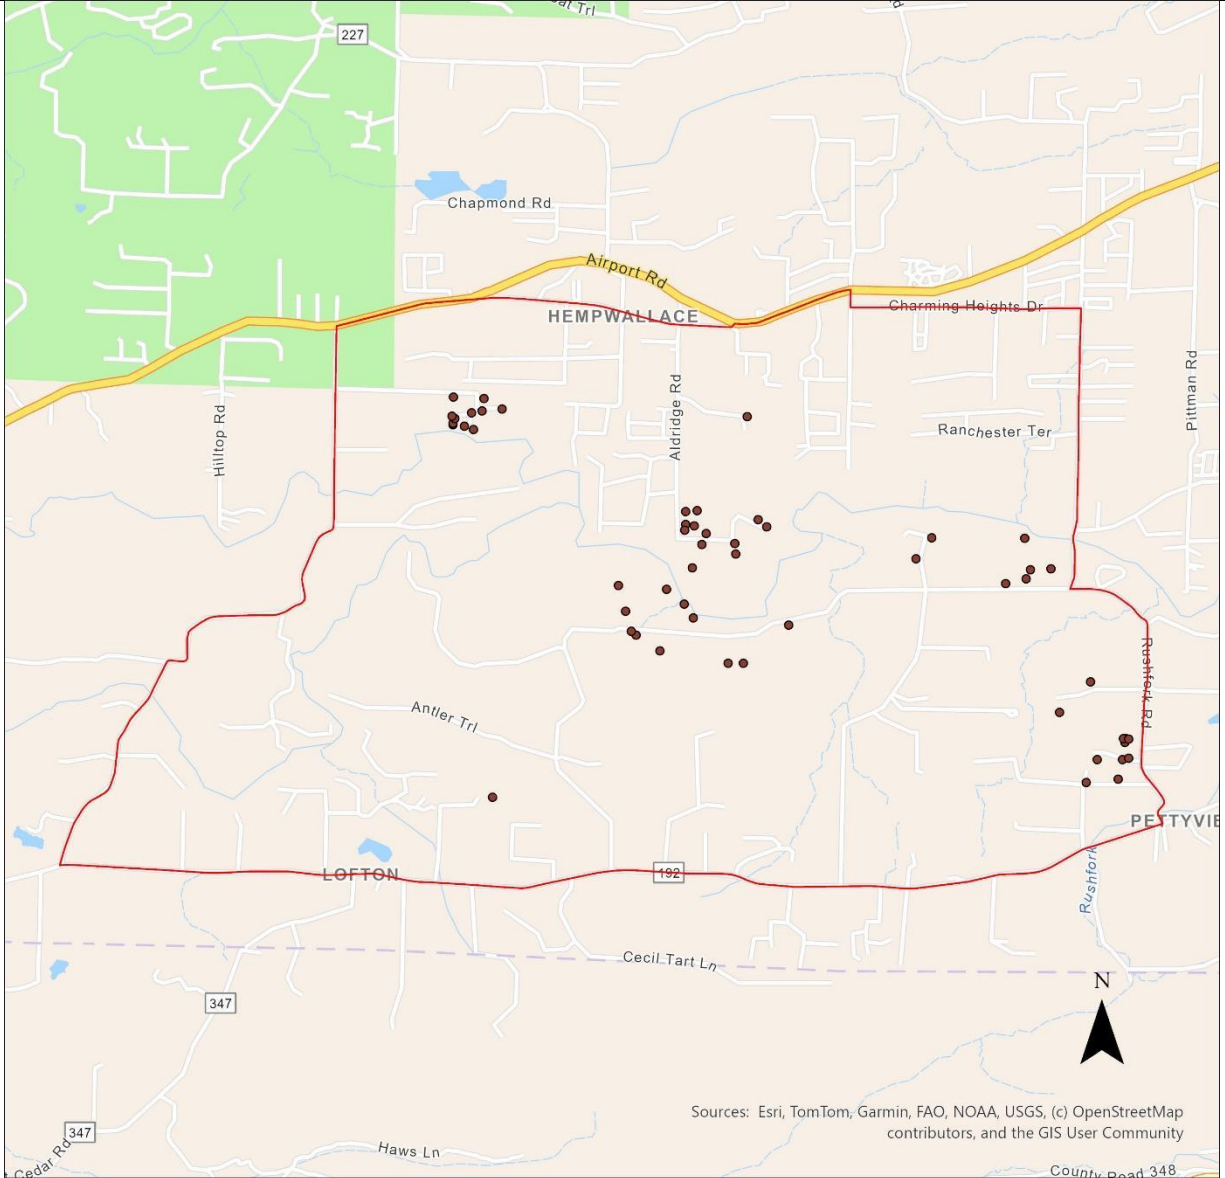 oat Trl
227
Chapmond Rd
Airport Rd
Charming Heights Dr
HEMPWALLACE
Pittman Rd
Aldridge Rd
Hilltop Rd
Ranchester Ter
Rushfork Rd
Antler Trl
PETTYVIE
192
LOFTON
Rushfork
Cecil Tart Ln
N
347
Sources: Esri, TomTom, Garmin, FAO, NOAA, USGS, (c) OpenStreetMap
contributors, and the GIS User Community
347
t Cedar Rd
Haws Ln
County Road 348